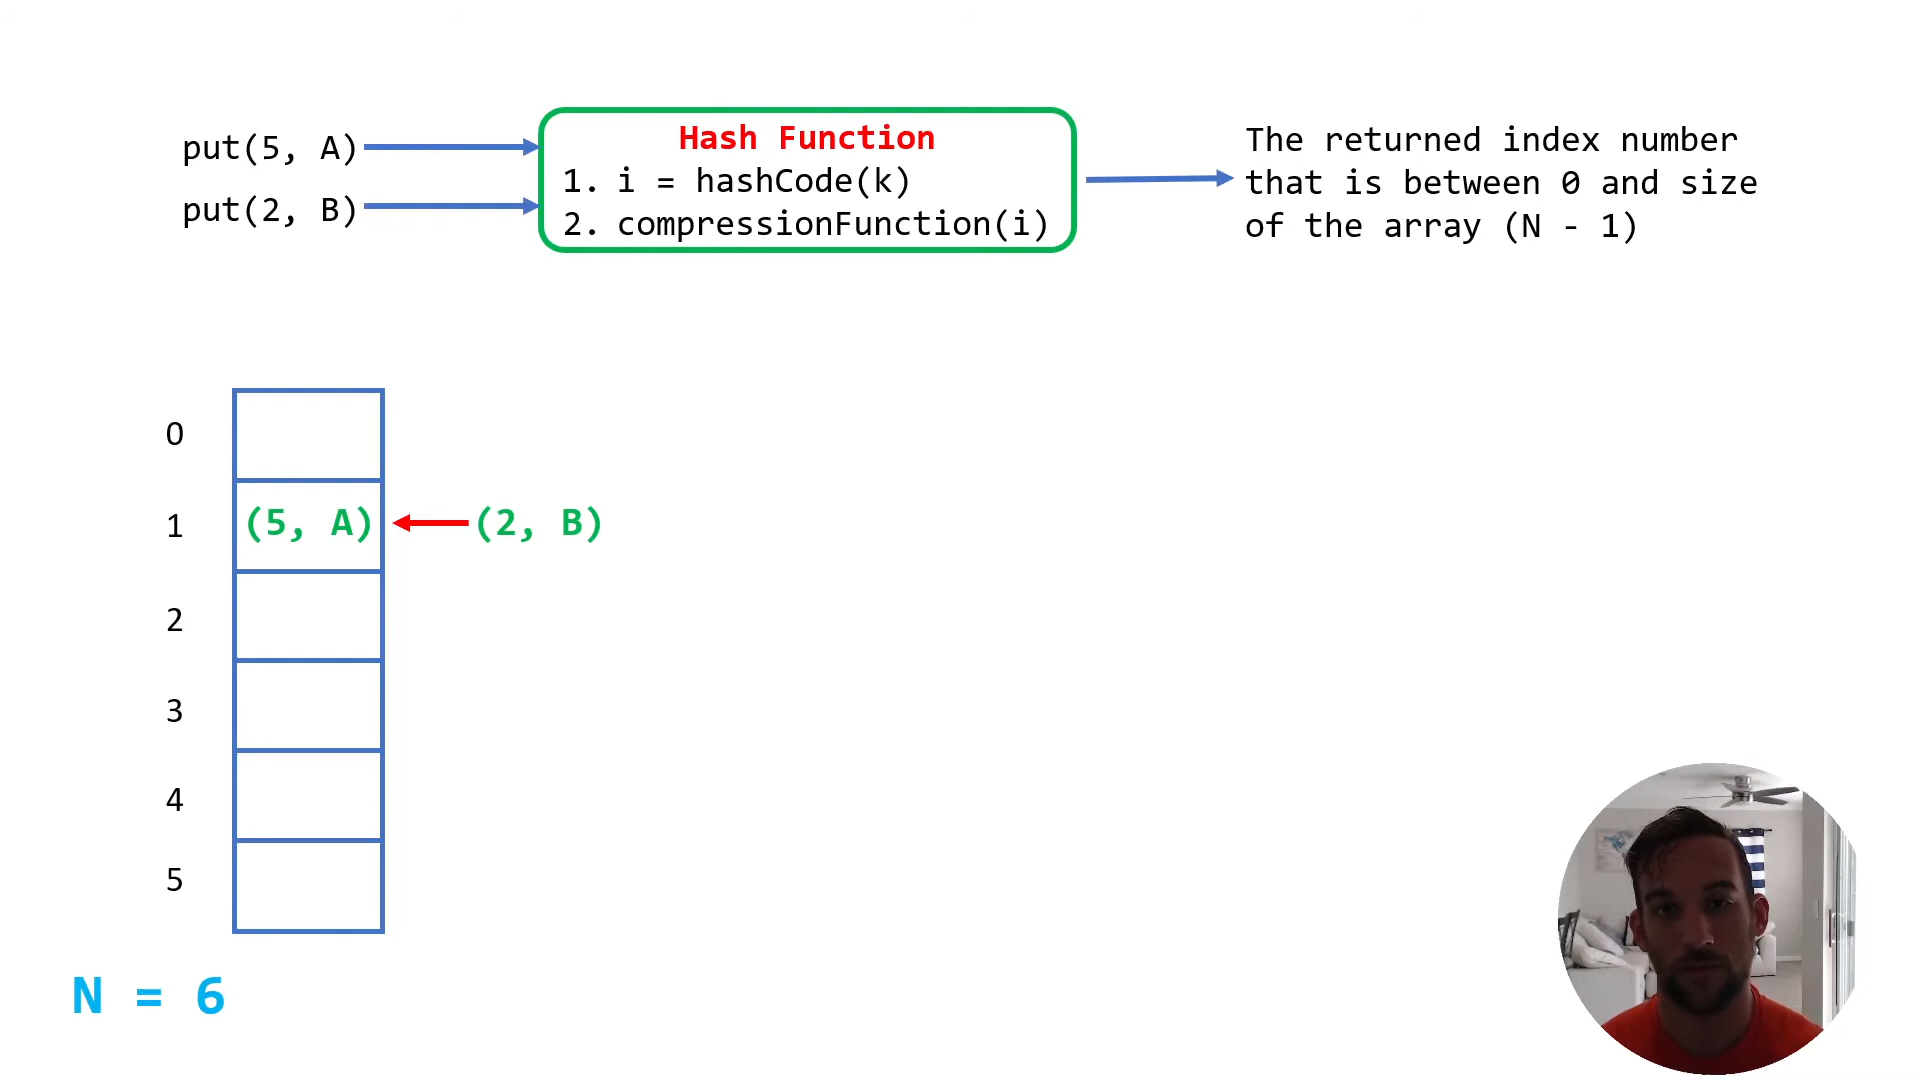 put(5, A)
put(2, B)
Hash Function
1. i = hashCode(k)
2. compressionFunction(i)
The returned index number
that is between 0 and size
of the array (N - 1)
0
1
(5, A)
(2, B)
2
3
4
5
N = 6